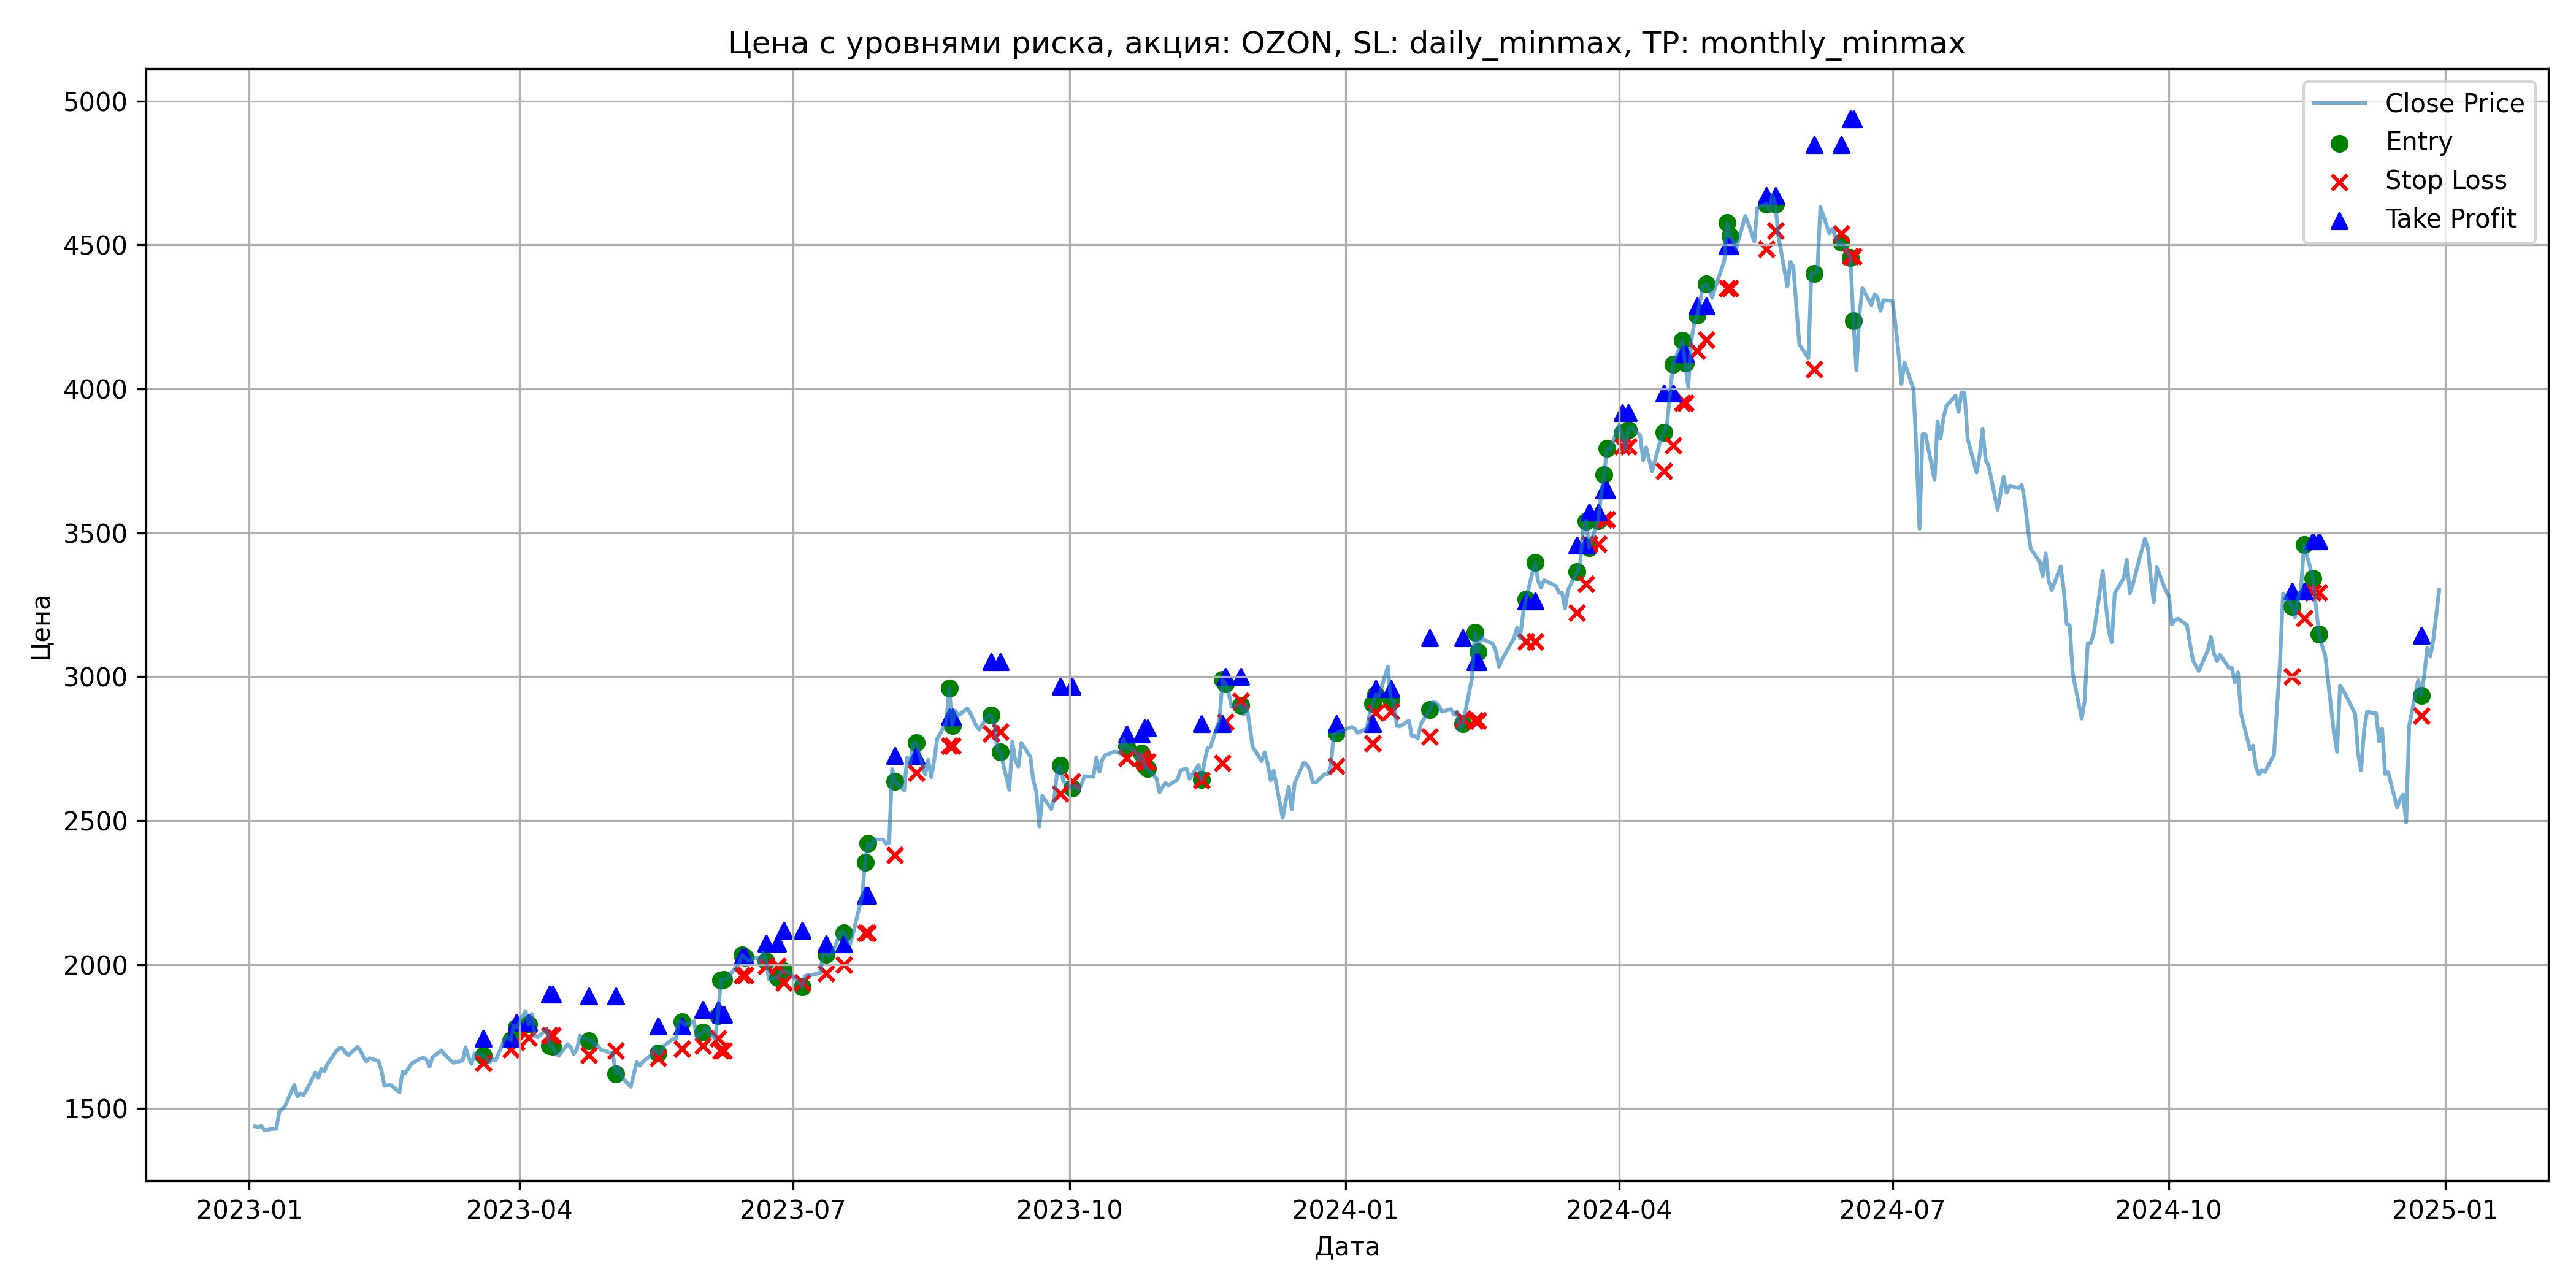 Цена с уровнями риска, акция: OZON, SL: daily_minmax, TP: monthly_minmax
Close Price
Entry
Stop Loss
Take Profit
Цена
5000
4500
4000
3500
3000
2500
2000
1500
2023-01 2023-04 2023-07 2023-10 2024-01 2024-04 2024-07 2024-10 2025-01
Дата